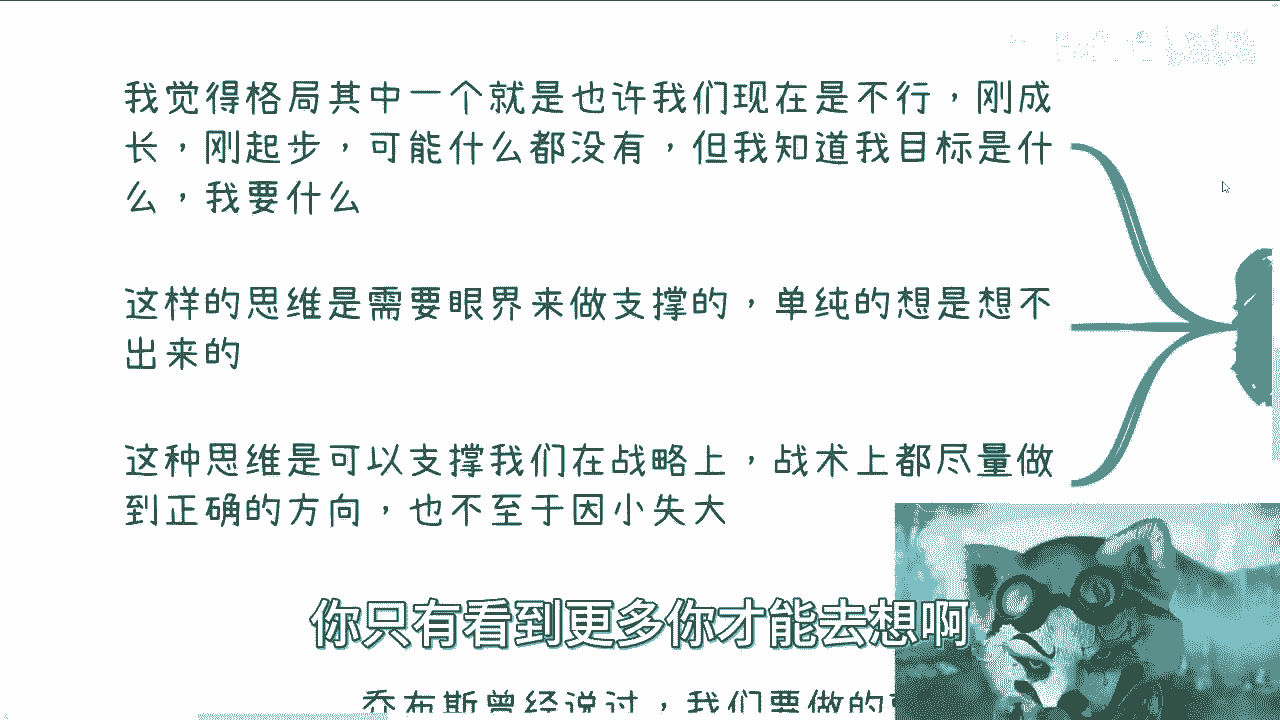 我觉得格局其中一个就是也许我们现在是不行，刚成
长，刚起步，可能什么都没有，但我知道我目标是什
么，我要什么
这样的思维是需要眼界来做支撑的，单纯的想是想不
出来的
这种思维是可以支撑我们在战略上，战术上都尽量做
到正确的方向，也不至于因小失大
你只有看到更多你才能去想啊
乔布斯曾经说过，我们要做的